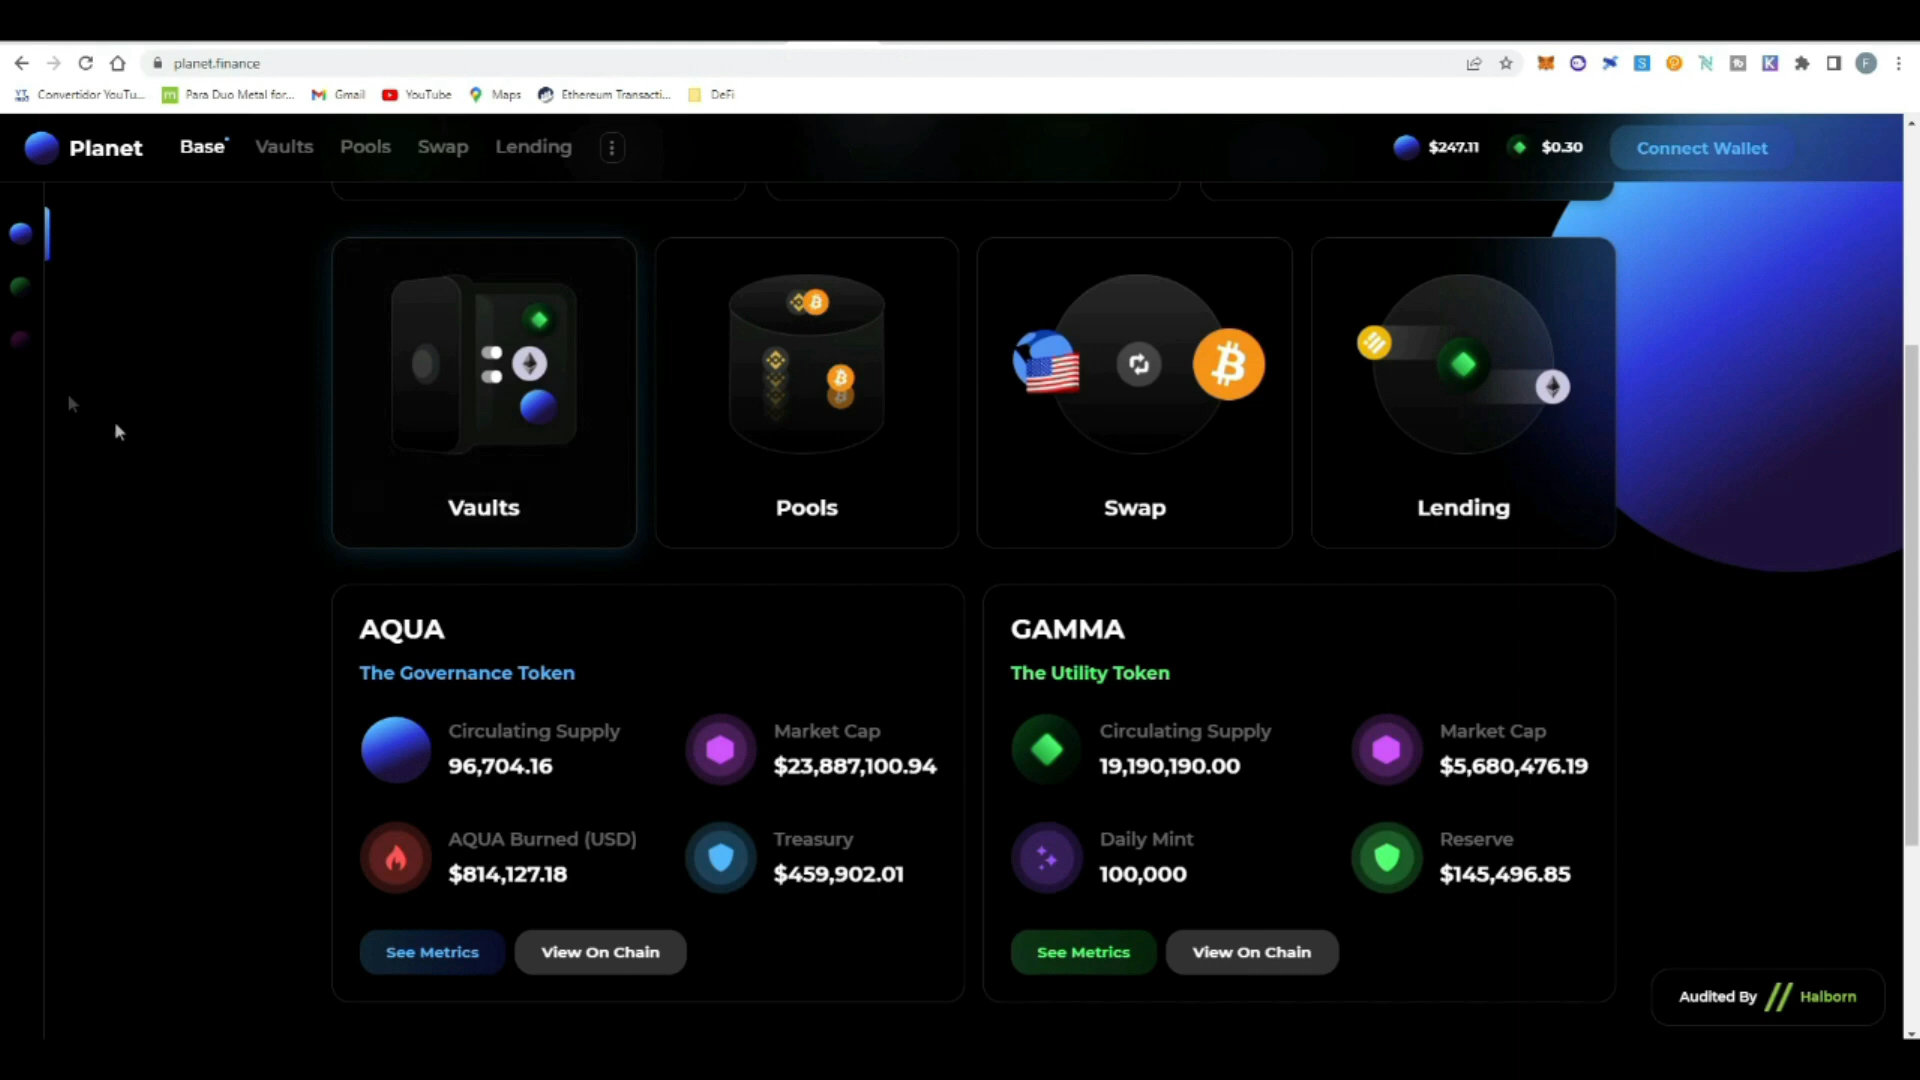 planet.finance
Convertidor YouTu...
Para Duo Metal for...
Gmail
YouTube
Maps
Ethereum Transacti...
DeFi
Planet
Base
Vaults
Pools
Swap
Lending
$247.11
$0.30
Connect Wallet
Vaults
Pools
Swap
Lending
AQUA
The Governance Token
Circulating Supply
96,704.16
Market Cap
$23,887,100.94
AQUA Burned (USD)
$814,127.18
Treasury
$459,902.01
See Metrics
View On Chain
GAMMA
The Utility Token
Circulating Supply
19,190,190.00
Market Cap
$5,680,476.19
Daily Mint
100,000
Reserve
$145,496.85
See Metrics
View On Chain
Audited By // Halborn